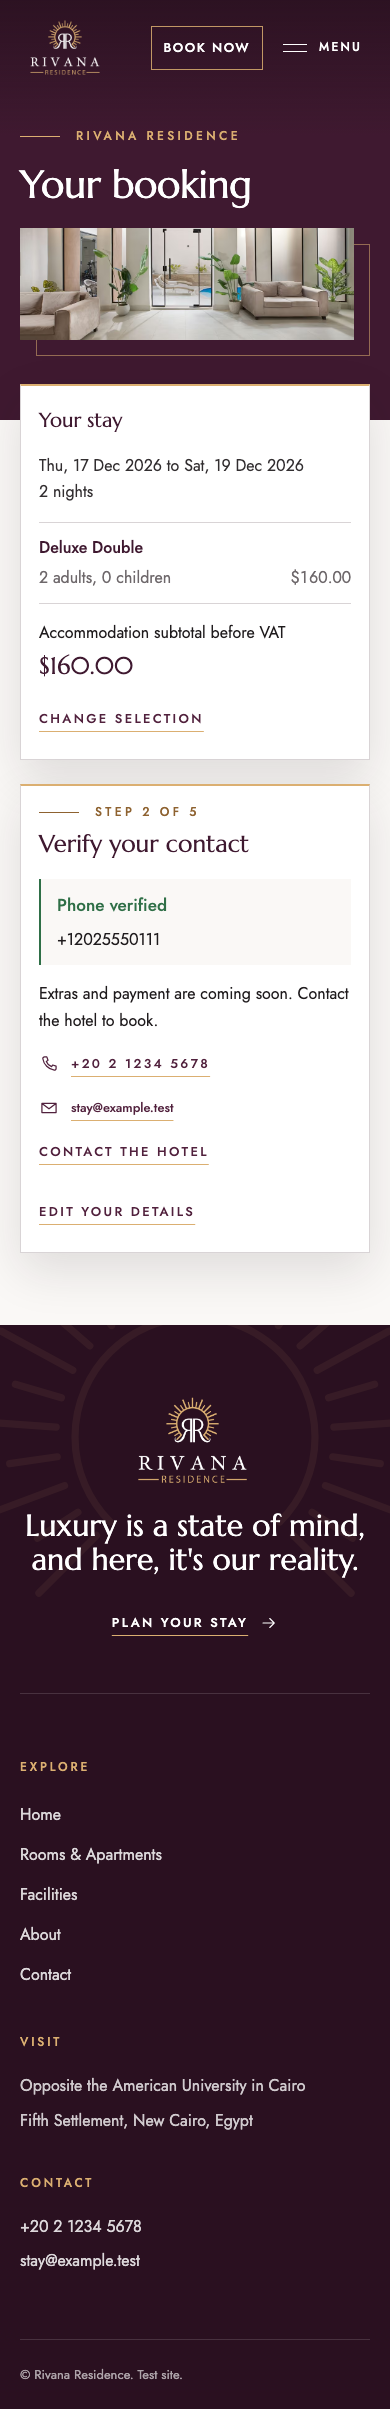 RIVANA
RESIDENCE
BOOK NOW
MENU
RIVANA RESIDENCE
Your booking
Your stay
Thu, 17 Dec 2026 to Sat, 19 Dec 2026
2 nights
Deluxe Double
2 adults, 0 children $160.00
Accommodation subtotal before VAT
$160.00
CHANGE SELECTION
STEP 2 OF 5
Verify your contact
Phone verified
+12025550111
Extras and payment are coming soon. Contact
the hotel to book.
+20 2 1234 5678
stay@example.test
CONTACT THE HOTEL
EDIT YOUR DETAILS
RIVANA
RESIDENCE
Luxury is a state of mind,
and here, it's our reality.
PLAN YOUR STAY
EXPLORE
Home
Rooms & Apartments
Facilities
About
Contact
VISIT
Opposite the American University in Cairo
Fifth Settlement, New Cairo, Egypt
CONTACT
+20 2 1234 5678
stay@example.test
© Rivana Residence. Test site.